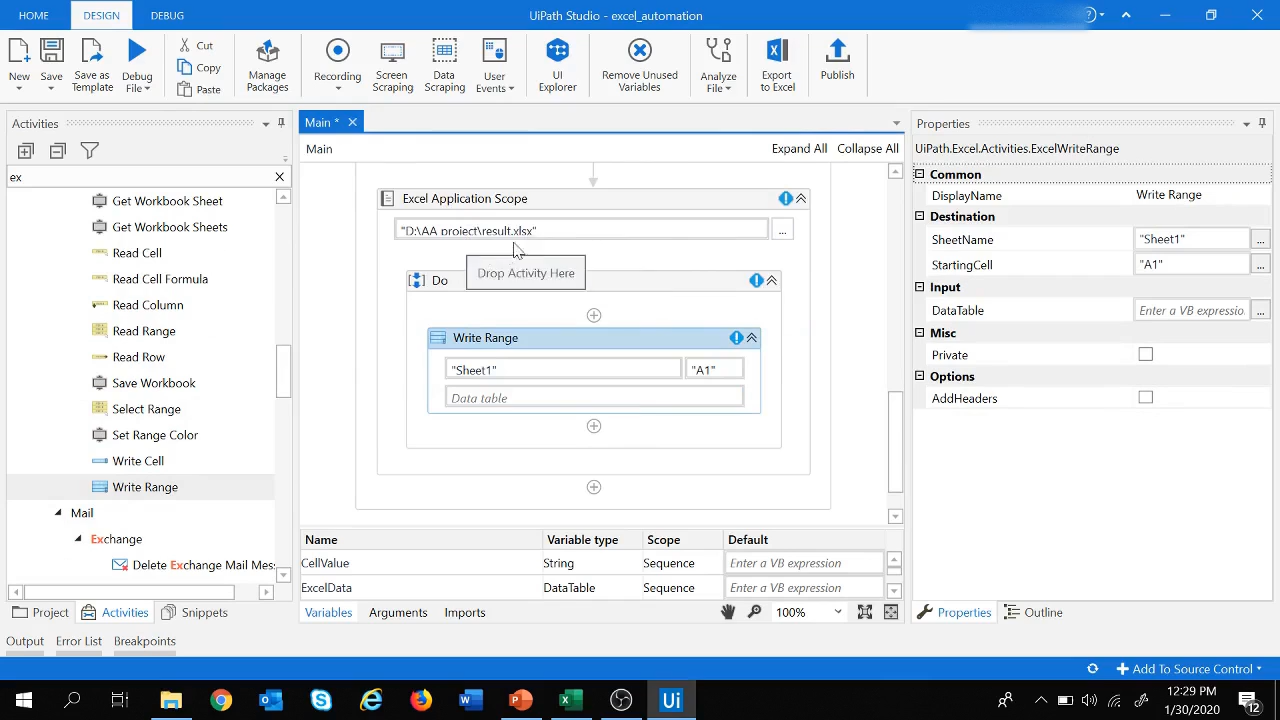 HOME
DESIGN
DEBUG
UiPath Studio - excel_automation
?
New
Save
Save as Template
Debug File
Cut
Copy
Paste
Manage Packages
Recording
Screen Scraping
Data Scraping
User Events
UI Explorer
Remove Unused Variables
Analyze File
Export to Excel
Publish
Activities
ex
Get Workbook Sheet
Get Workbook Sheets
Read Cell
Read Cell Formula
Read Column
Read Range
Read Row
Save Workbook
Select Range
Set Range Color
Write Cell
Write Range
Mail
Exchange
Delete Exchange Mail Mes
Project
Activities
Snippets
Main *
Main
Expand All
Collapse All
Excel Application Scope
"D:\AA project\result.xlsx"
...
Drop Activity Here
Do
Write Range
"Sheet1"
"A1"
Data table
Name
Variable type
Scope
Default
CellValue
String
Sequence
Enter a VB expression
ExcelData
DataTable
Sequence
Enter a VB expression
Variables
Arguments
Imports
100%
Properties
UiPath.Excel.Activities.ExcelWriteRange
Common
DisplayName
Write Range
Destination
SheetName
"Sheet1"
...
StartingCell
"A1"
...
Input
DataTable
Enter a VB expressio.
...
Misc
Private
Options
AddHeaders
Properties
Outline
Output
Error List
Breakpoints
Add To Source Control
Ui
12:29 PM
1/30/2020
12